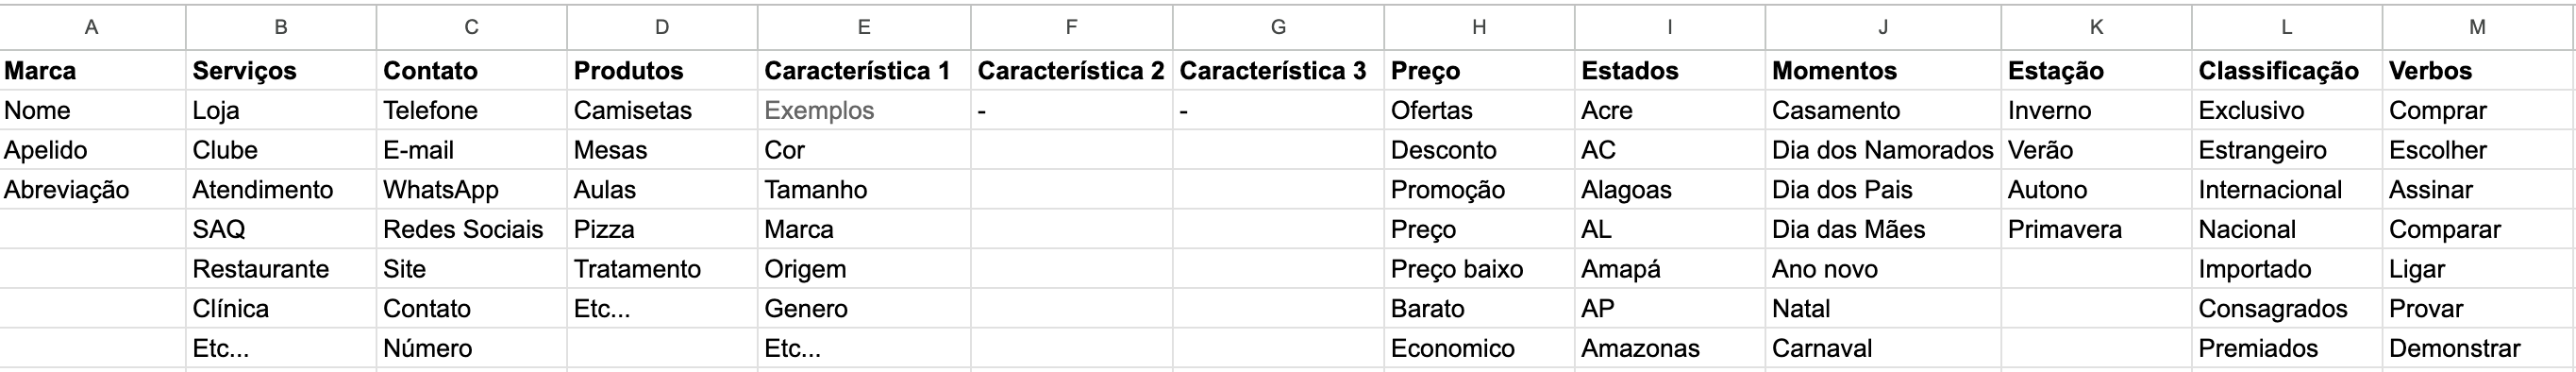 A B C D E F G H I J K L M
Marca Serviços Contato Produtos Característica 1 Característica 2 Característica 3 Preço Estados Momentos Estação Classificação Verbos
Nome Loja Telefone Camisetas Exemplos - - Ofertas Acre Casamento Inverno Exclusivo Comprar
Apelido Clube E-mail Mesas Cor Desconto AC Dia dos Namorados Verão Estrangeiro Escolher
Abreviação Atendimento WhatsApp Aulas Tamanho Promoção Alagoas Dia dos Pais Autono Internacional Assinar
SAQ Redes Sociais Pizza Marca Preço AL Dia das Mães Primavera Nacional Comparar
Restaurante Site Tratamento Origem Preço baixo Amapá Ano novo Importado Ligar
Clínica Contato Etc... Genero Barato AP Natal Consagrados Provar
Etc... Número Etc... Economico Amazonas Carnaval Premiados Demonstrar